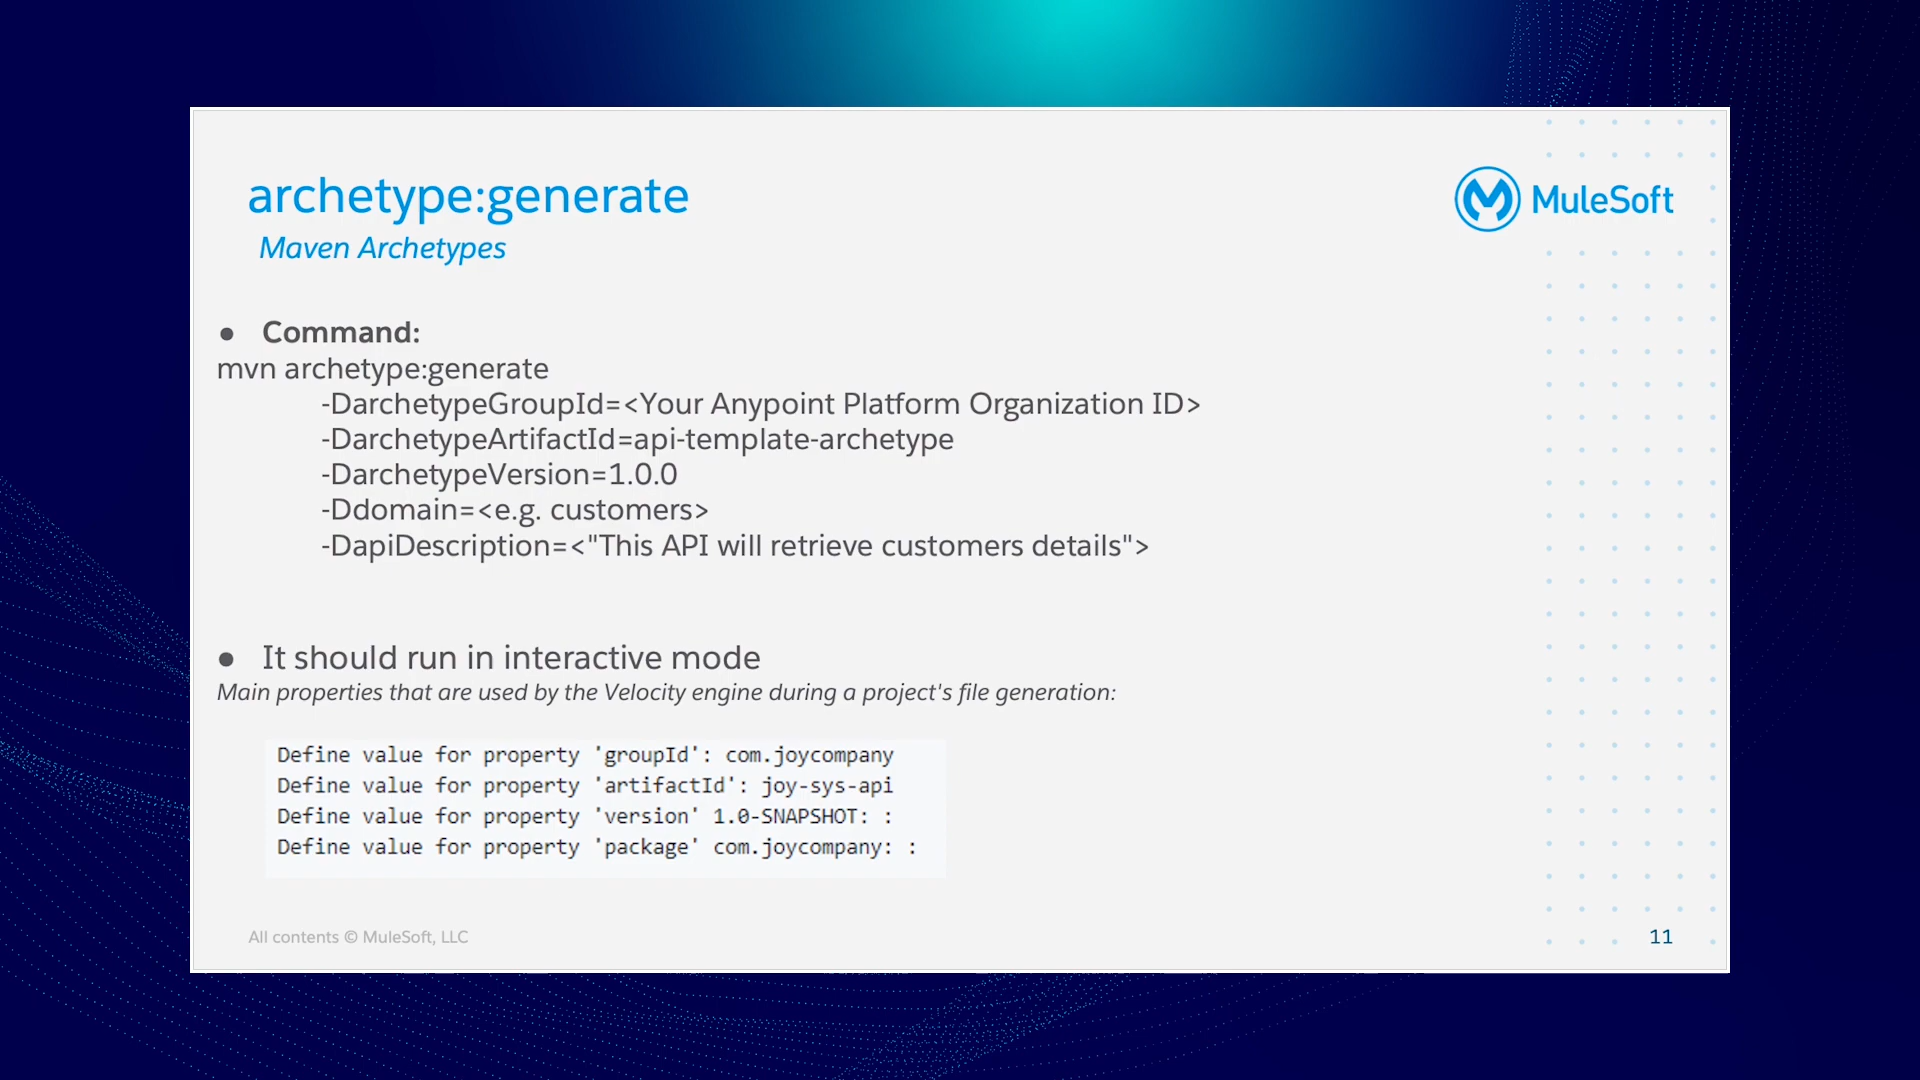 archetype:generate
Maven Archetypes
MuleSoft
● Command:
mvn archetype:generate
-DarchetypeGroupId=<Your Anypoint Platform Organization ID>
-DarchetypeArtifactId=api-template-archetype
-DarchetypeVersion=1.0.0
-Ddomain=<e.g. customers>
-DapiDescription=<"This API will retrieve customers details">
● It should run in interactive mode
Main properties that are used by the Velocity engine during a project's file generation:
Define value for property 'groupId': com.joycompany
Define value for property 'artifactId': joy-sys-api
Define value for property 'version' 1.0-SNAPSHOT: :
Define value for property 'package' com.joycompany: :
All contents © MuleSoft, LLC
11